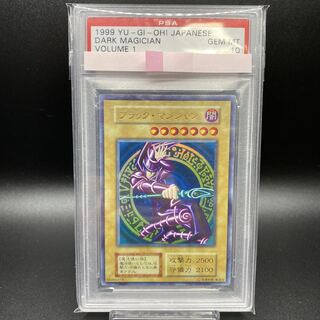 PSA
1999 YU-GI-OH! JAPANESE
DARK MAGICIAN GEM MT
VOLUME 1 10
ブラック・マジシャン
闇
攻撃力 2500
守備力 2100